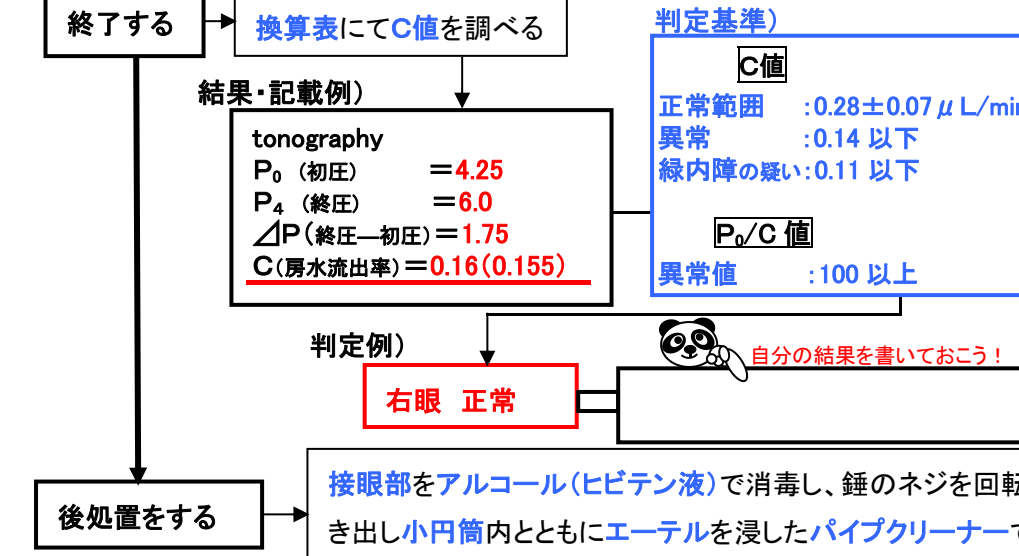 終了する
換算表にてC値を調べる
結果・記載例）
tonography
P₀（初圧） ＝4.25
P₄（終圧） ＝6.0
⊿P（終圧―初圧）＝1.75
C（房水流出率）＝0.16（0.155）
判定基準）
C値
正常範囲 ：0.28±0.07μL/min
異常 ：0.14 以下
緑内障の疑い：0.11 以下
P₀/C 値
異常値 ：100 以上
判定例）
右眼 正常
自分の結果を書いておこう！
後処置をする
接眼部をアルコール（ヒビテン液）で消毒し、錘のネジを回転
き出し小円筒内とともにエーテルを浸したパイプクリーナーで